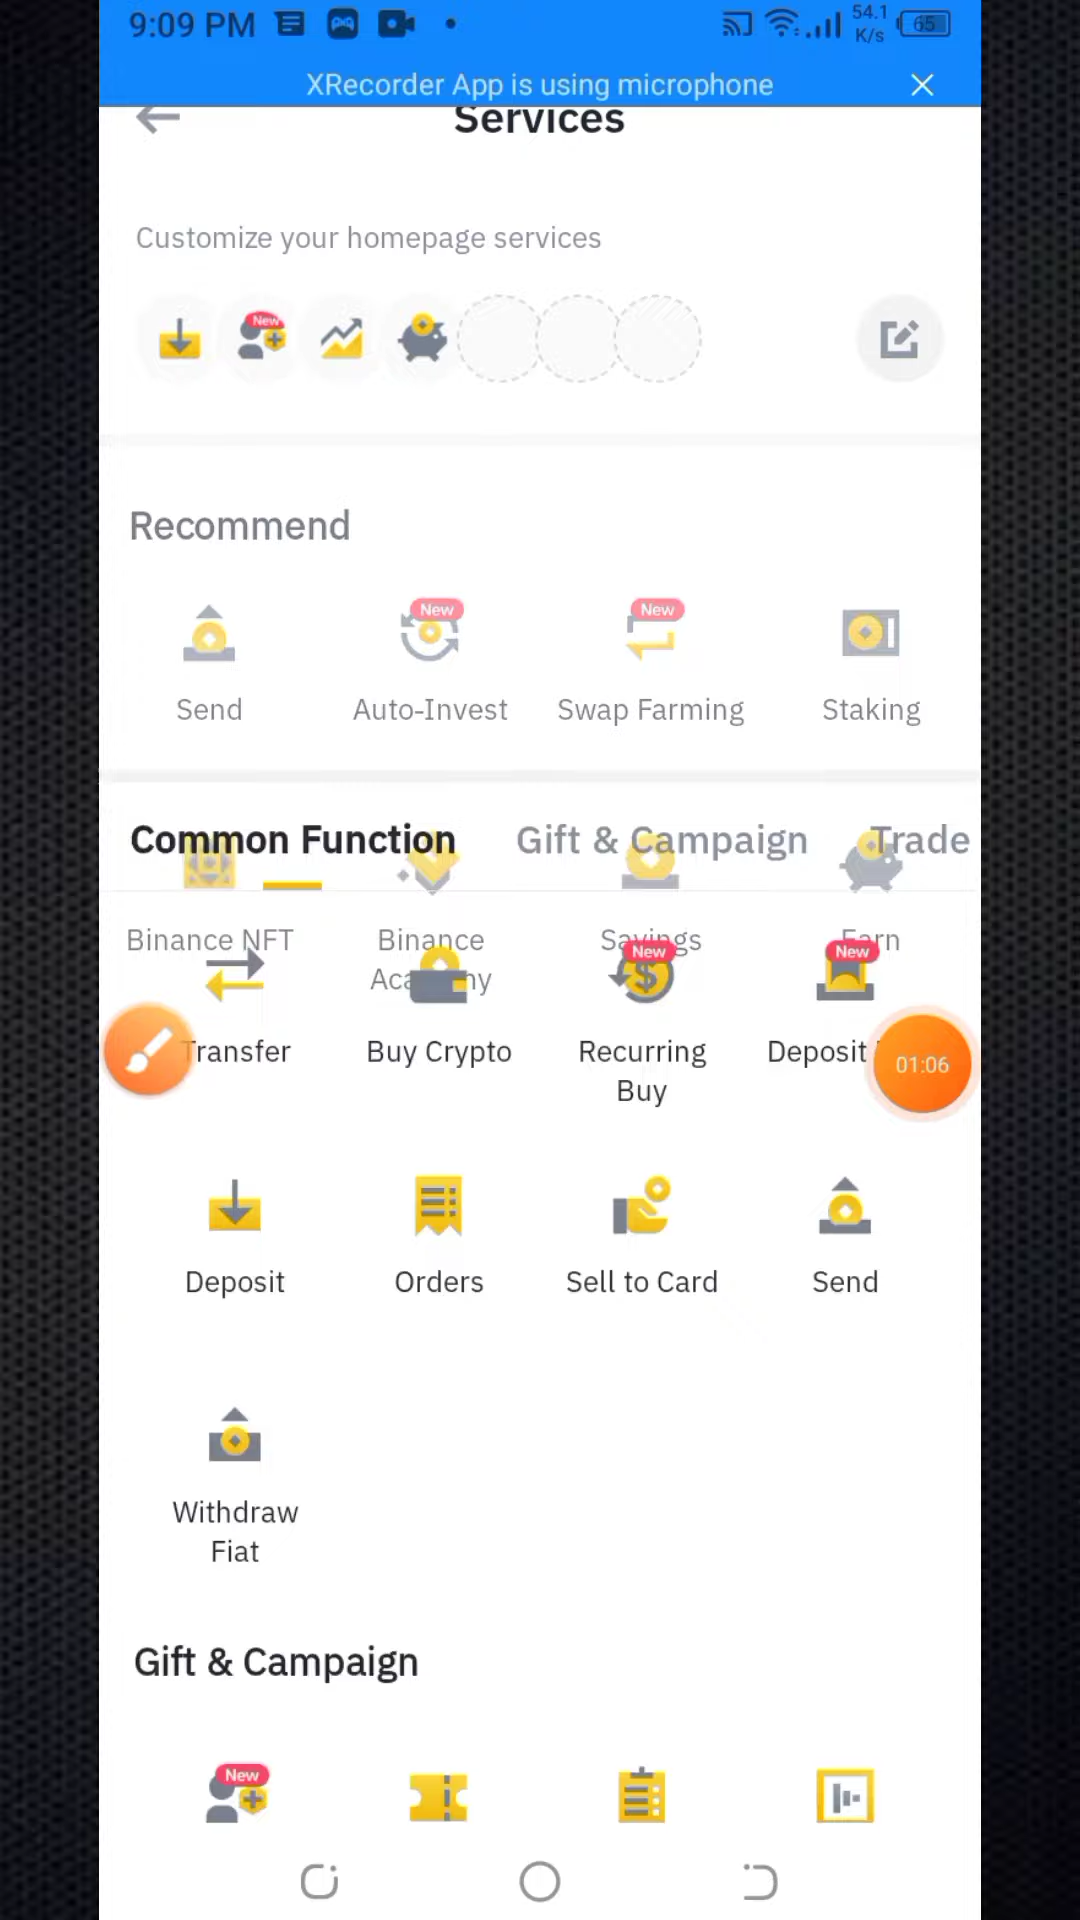 9:09 PM
54.1
K/s
65
XRecorder App is using microphone
Services
Customize your homepage services
New
Recommend
New
New
Send
Auto-Invest
Swap Farming
Staking
Common Function
Gift & Campaign
Trade
Binance NFT
Binance
Savings
Earn
New
New
Transfer
Buy Crypto
Recurring
Buy
Deposit
01:06
Deposit
Orders
Sell to Card
Send
Withdraw
Fiat
Gift & Campaign
New